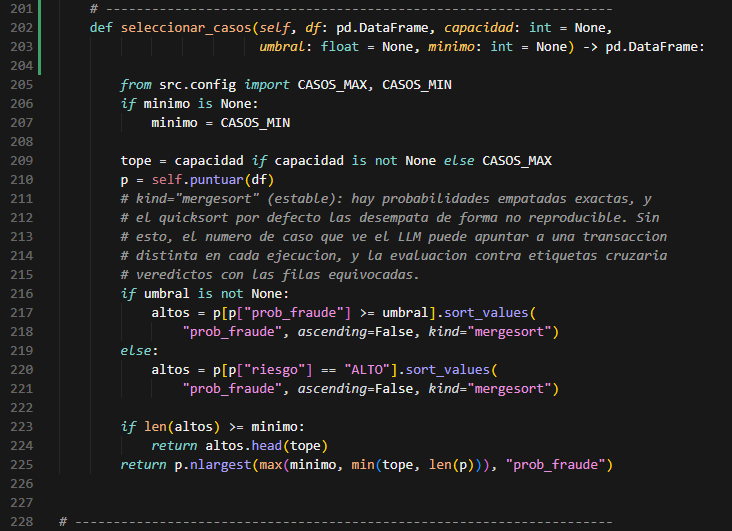 201 # ------------------------------------------------------------------
202 def seleccionar_casos(self, df: pd.DataFrame, capacidad: int = None,
203 umbral: float = None, minimo: int = None) -> pd.DataFrame:
204
205 from src.config import CASOS_MAX, CASOS_MIN
206 if minimo is None:
207 minimo = CASOS_MIN
208
209 tope = capacidad if capacidad is not None else CASOS_MAX
210 p = self.puntuar(df)
211 # kind="mergesort" (estable): hay probabilidades empatadas exactas, y
212 # el quicksort por defecto las desempata de forma no reproducible. Sin
213 # esto, el numero de caso que ve el LLM puede apuntar a una transaccion
214 # distinta en cada ejecucion, y la evaluacion contra etiquetas cruzaria
215 # veredictos con las filas equivocadas.
216 if umbral is not None:
217 altos = p[p["prob_fraude"] >= umbral].sort_values(
218 "prob_fraude", ascending=False, kind="mergesort")
219 else:
220 altos = p[p["riesgo"] == "ALTO"].sort_values(
221 "prob_fraude", ascending=False, kind="mergesort")
222
223 if len(altos) >= minimo:
224 return altos.head(tope)
225 return p.nlargest(max(minimo, min(tope, len(p))), "prob_fraude")
226
227
228 # ----------------------------------------------------------------------